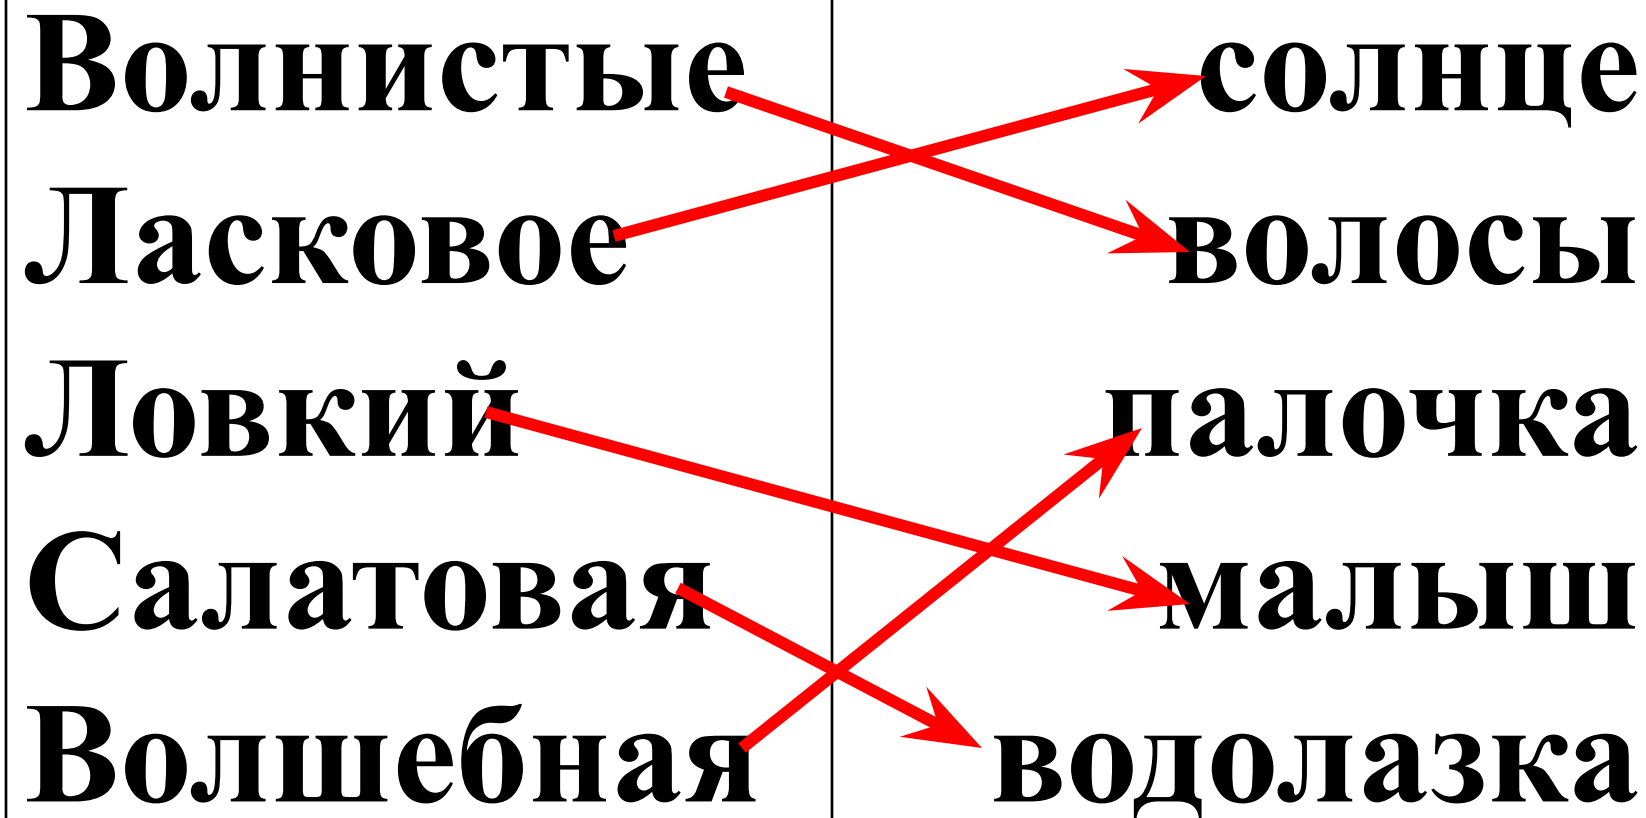 Волнистые солнце
Ласковое волосы
Ловкий палочка
Салатовая малыш
Волшебная водолазка